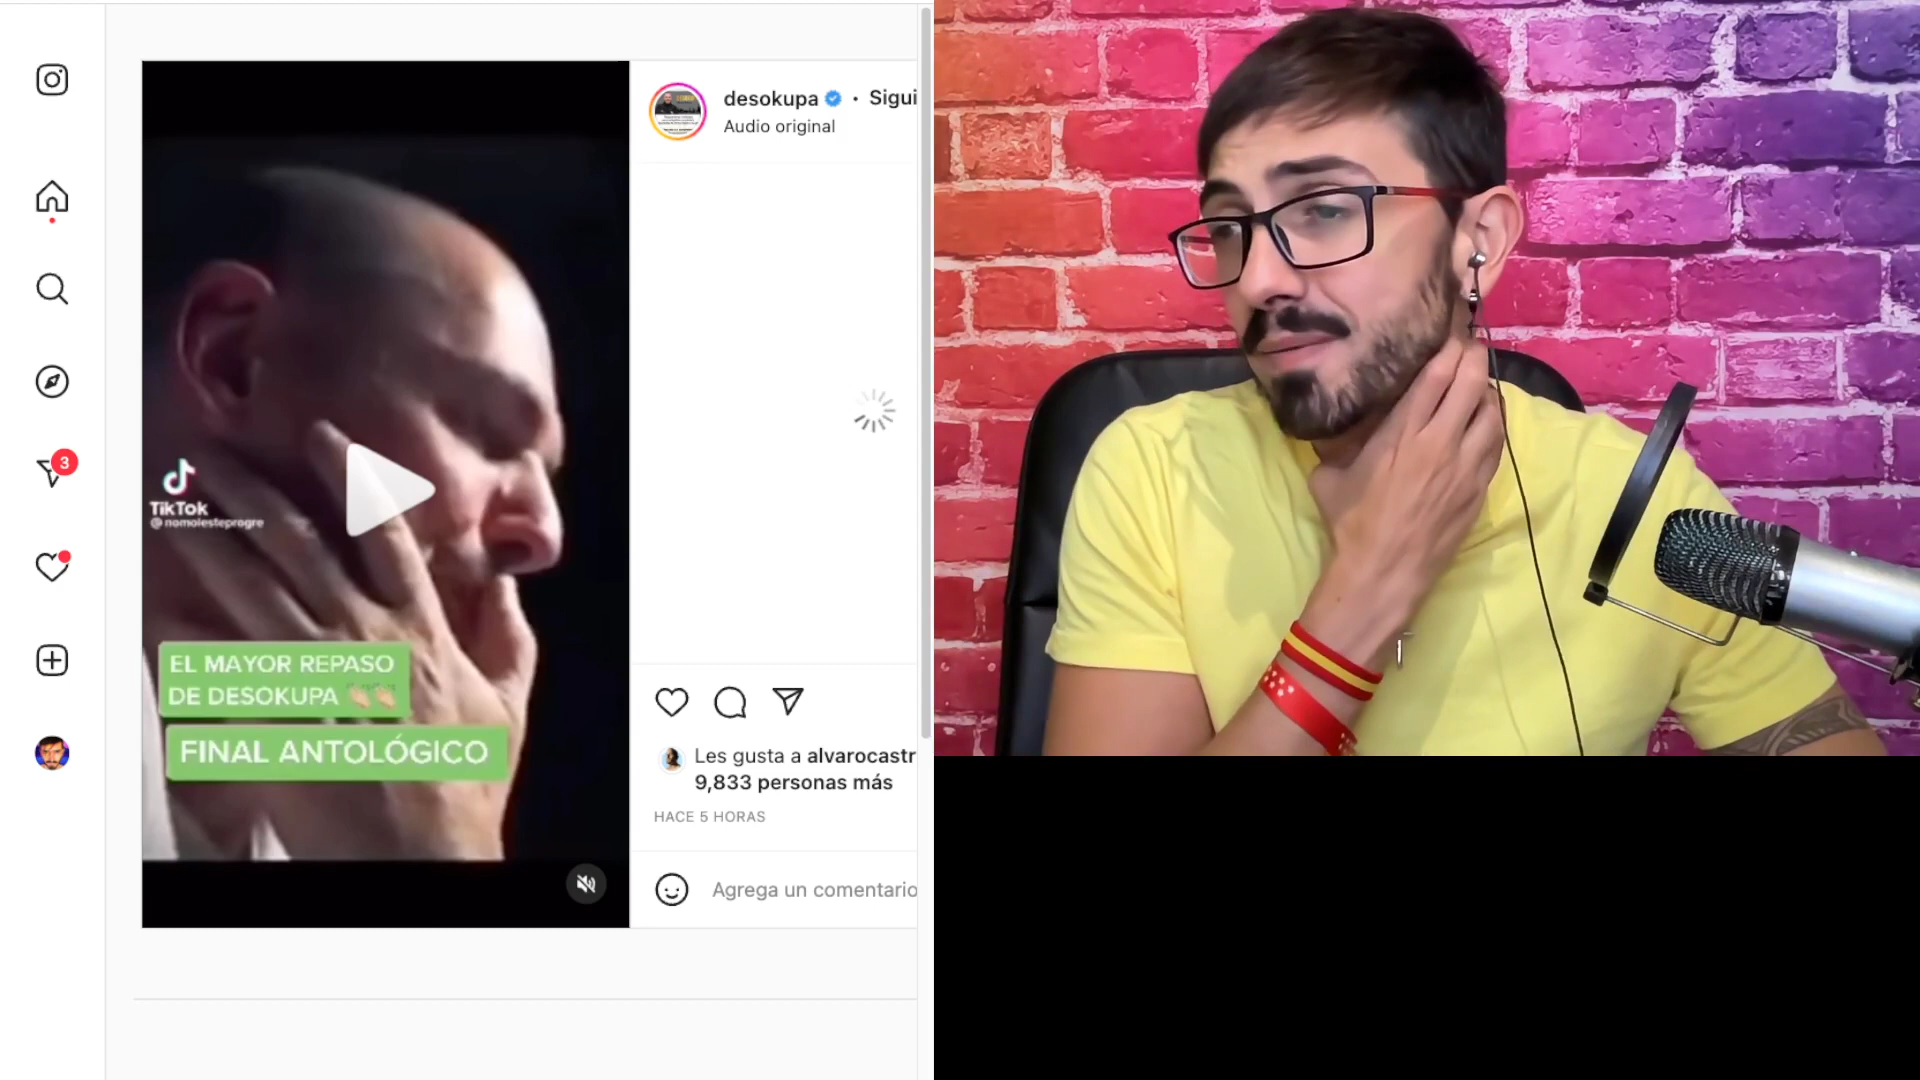 3
TikTok
@nomolesteprogre
EL MAYOR REPASO
DE DESOKUPA 👏🏻👏🏻
FINAL ANTOLÓGICO
desokupa • Sigui
Audio original
Les gusta a alvarocastr
9,833 personas más
HACE 5 HORAS
Agrega un comentario